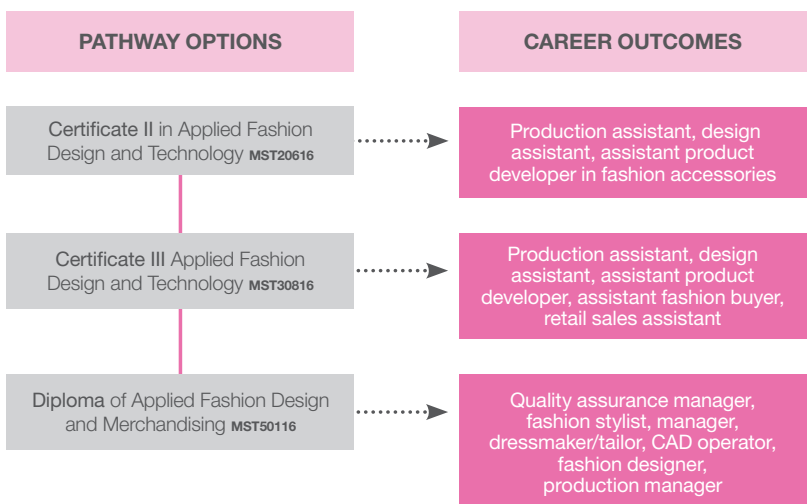 PATHWAY OPTIONS
CAREER OUTCOMES
Certificate II in Applied Fashion
Design and Technology MST20616
Production assistant, design
assistant, assistant product
developer in fashion accessories
Certificate III Applied Fashion
Design and Technology MST30816
Production assistant, design
assistant, assistant product
developer, assistant fashion buyer,
retail sales assistant
Diploma of Applied Fashion Design
and Merchandising MST50116
Quality assurance manager,
fashion stylist, manager,
dressmaker/tailor, CAD operator,
fashion designer,
production manager